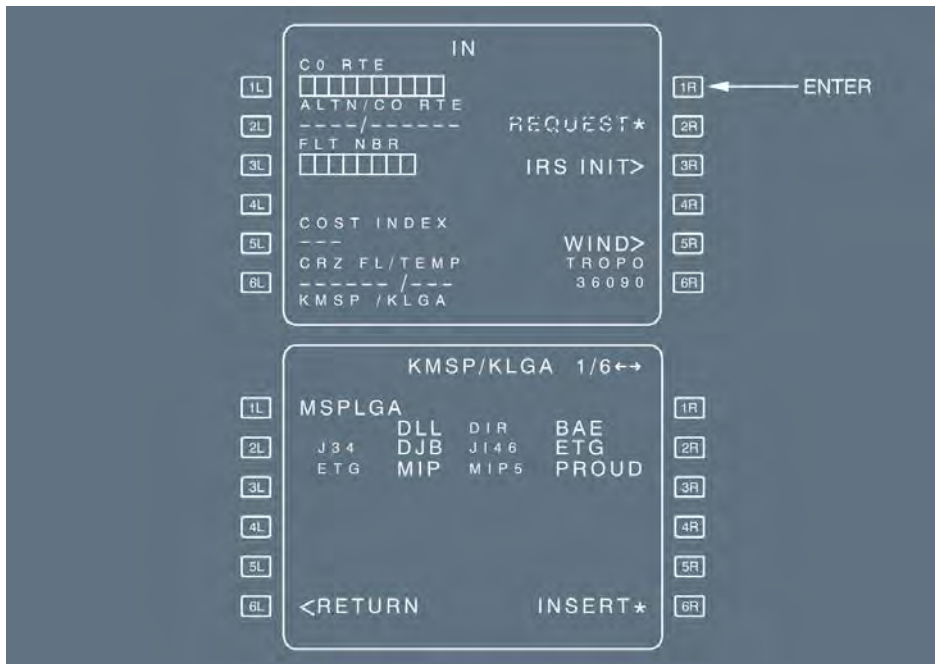 IN
CO RTE
1L 1R ENTER
ALTN/CO RTE
2L ----/------ REQUEST* 2R
FLT NBR
3L IRS INIT> 3R
4L 4R
COST INDEX
5L --- WIND> 5R
CRZ FL/TEMP TROPO
6L ------ /--- 36090 6R
KMSP /KLGA
KMSP/KLGA 1/6←→
1L MSPLGA 1R
DLL DIR BAE
2L J34 DJB JI46 ETG 2R
ETG MIP MIP5 PROUD
3L 3R
4L 4R
5L 5R
6L <RETURN INSERT* 6R